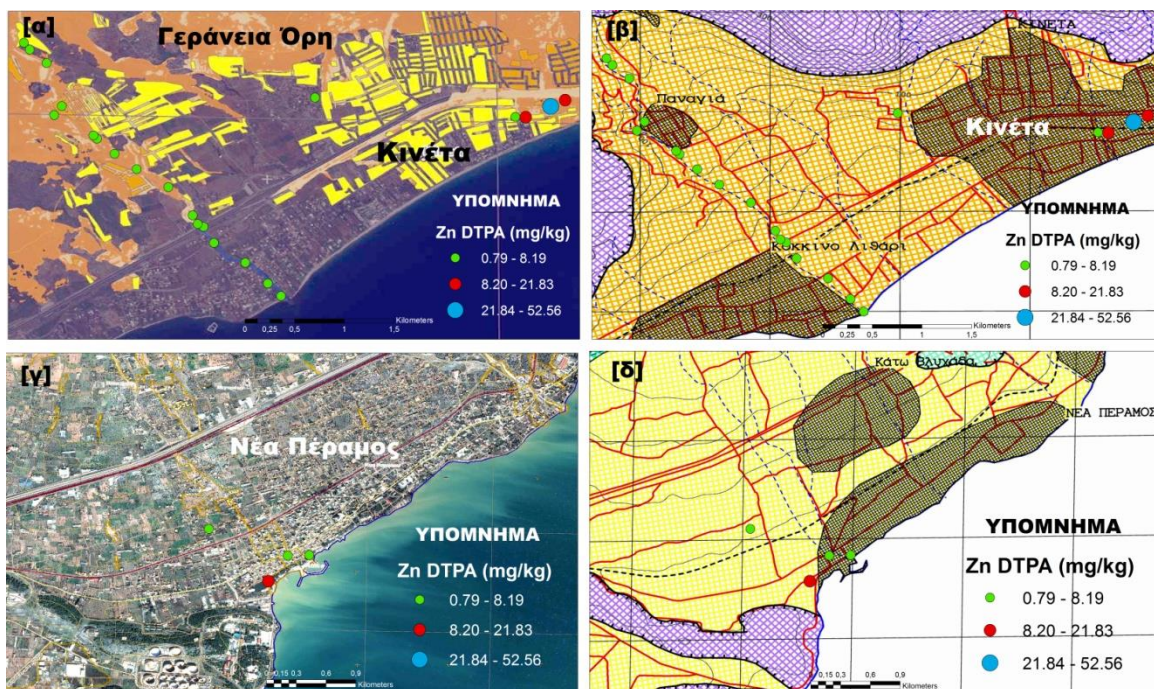 [α]
Γεράνεια Όρη
Κινέτα
ΥΠΟΜΝΗΜΑ
Zn DTPA (mg/kg)
0.79 - 8.19
8.20 - 21.83
21.84 - 52.56
0 0,25 0,5 1 1,5
Kilometers
[β]
ΚΙΝΕΤΑ
Παναγιά
Κινέτα
Κόκκινο Λιθάρι
ΥΠΟΜΝΗΜΑ
Zn DTPA (mg/kg)
0.79 - 8.19
8.20 - 21.83
21.84 - 52.56
0 0,25 0,5 1 1,5
Kilometers
[γ]
Νέα Πέραμος
ΥΠΟΜΝΗΜΑ
Zn DTPA (mg/kg)
0.79 - 8.19
8.20 - 21.83
21.84 - 52.56
0 0,15 0,3 0,6 0,9
Kilometers
[δ]
Κάτω Βλυχάδα
ΝΕΑ ΠΕΡΑΜΟΣ
ΥΠΟΜΝΗΜΑ
Zn DTPA (mg/kg)
0.79 - 8.19
8.20 - 21.83
21.84 - 52.56
0 0,15 0,3 0,6 0,9
Kilometers